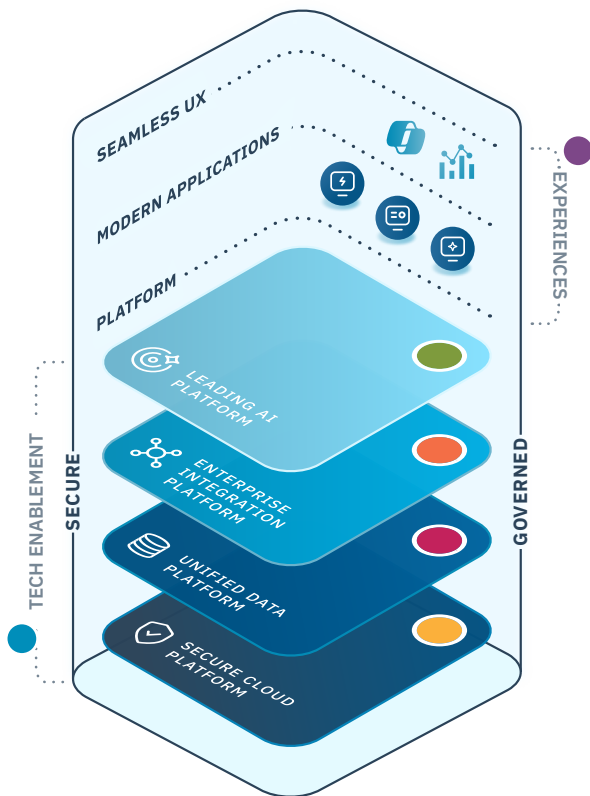 SEAMLESS UX
MODERN APPLICATIONS
PLATFORM
EXPERIENCES
LEADING AI
PLATFORM
ENTERPRISE
INTEGRATION
PLATFORM
UNIFIED DATA
PLATFORM
SECURE CLOUD
PLATFORM
TECH ENABLEMENT
SECURE
GOVERNED